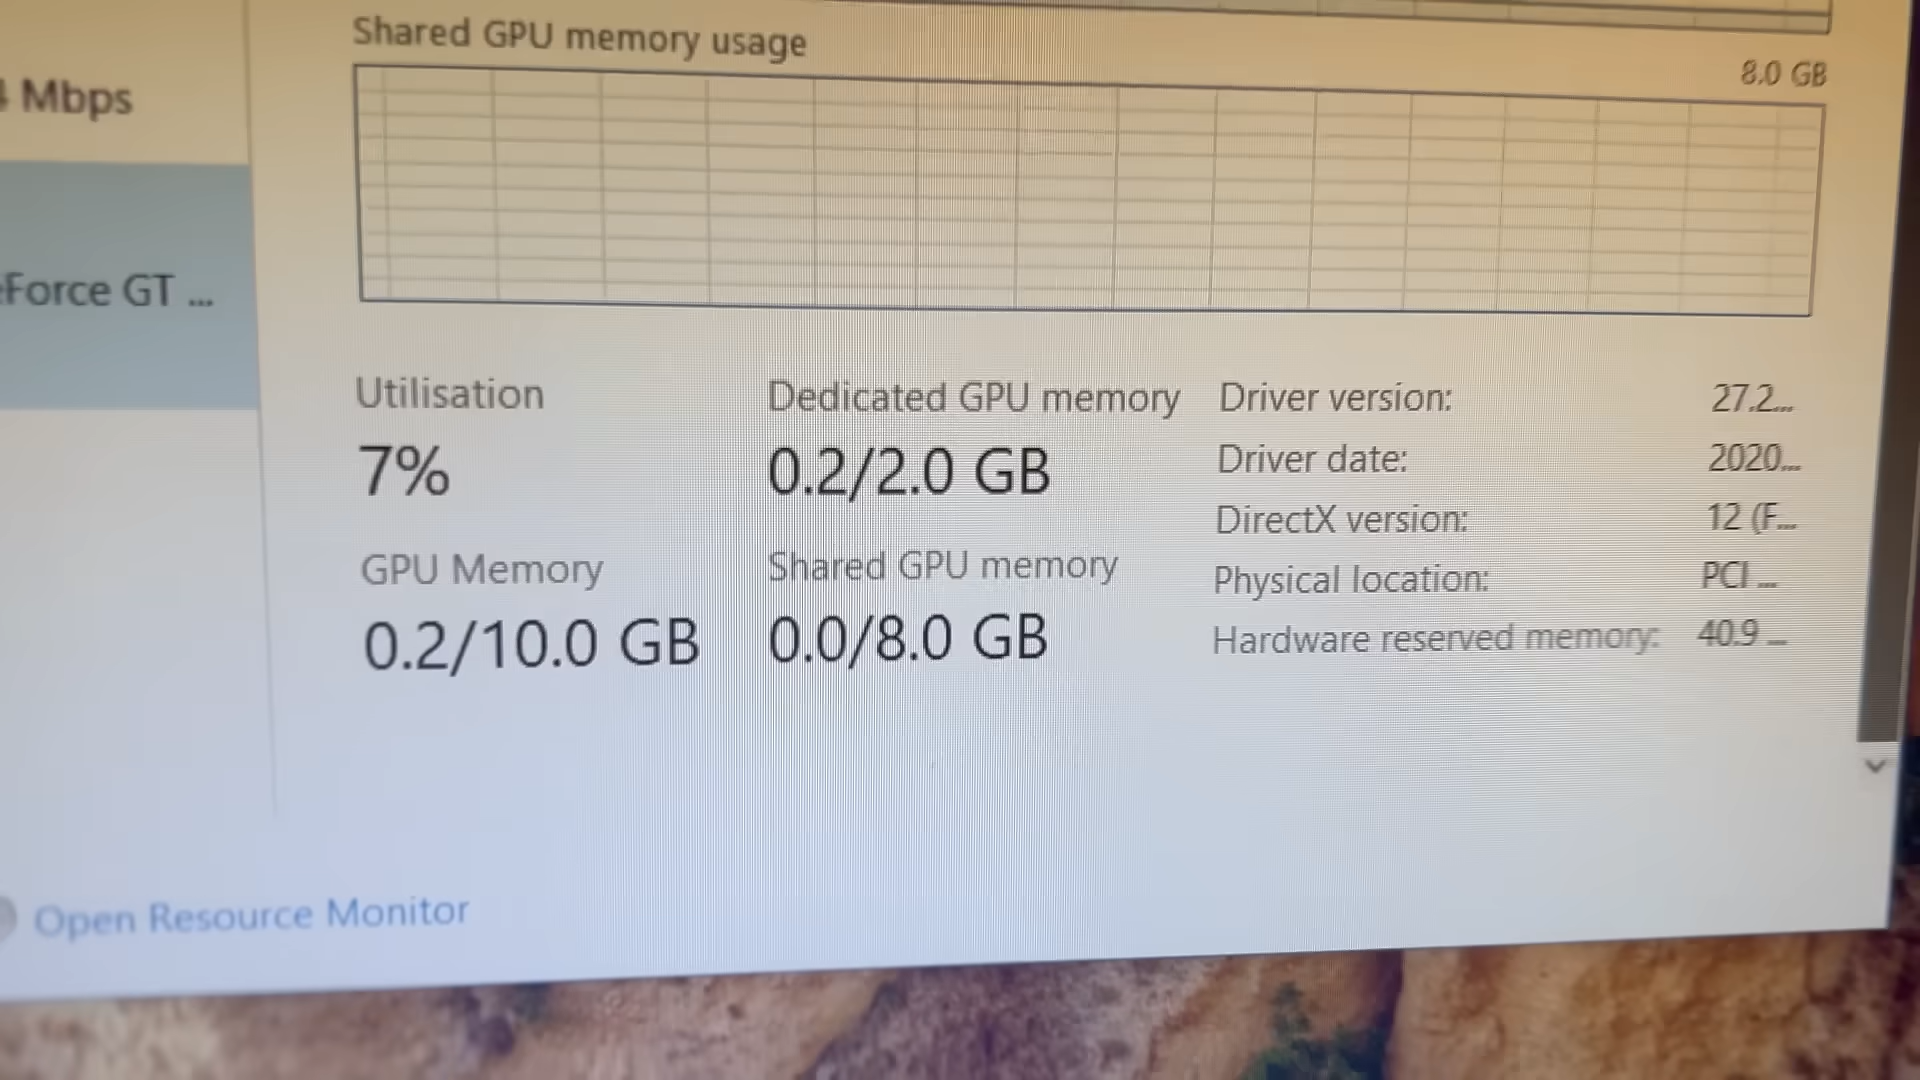 Shared GPU memory usage
8.0 GB
Mbps
Force GT ...
Utilisation
7%
Dedicated GPU memory
0.2/2.0 GB
GPU Memory
0.2/10.0 GB
Shared GPU memory
0.0/8.0 GB
Driver version: 27.2...
Driver date: 2020...
DirectX version: 12 (F...
Physical location: PCI ...
Hardware reserved memory: 40.9 ...
Open Resource Monitor